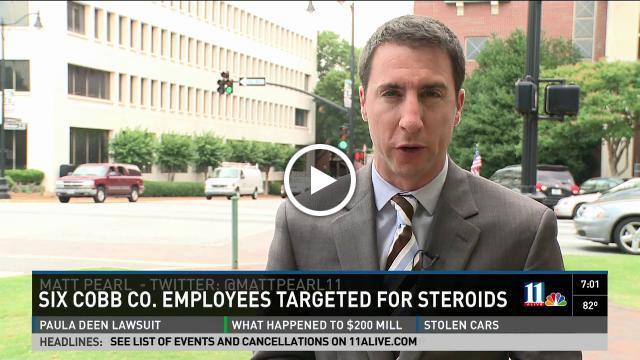 MATT PEARL - TWITTER: @MATTPEARL11
SIX COBB CO. EMPLOYEES TARGETED FOR STEROIDS
11
ALIVE
7:01
82°
PAULA DEEN LAWSUIT
WHAT HAPPENED TO $200 MILL
STOLEN CARS
HEADLINES: SEE LIST OF EVENTS AND CANCELLATIONS ON 11ALIVE.COM